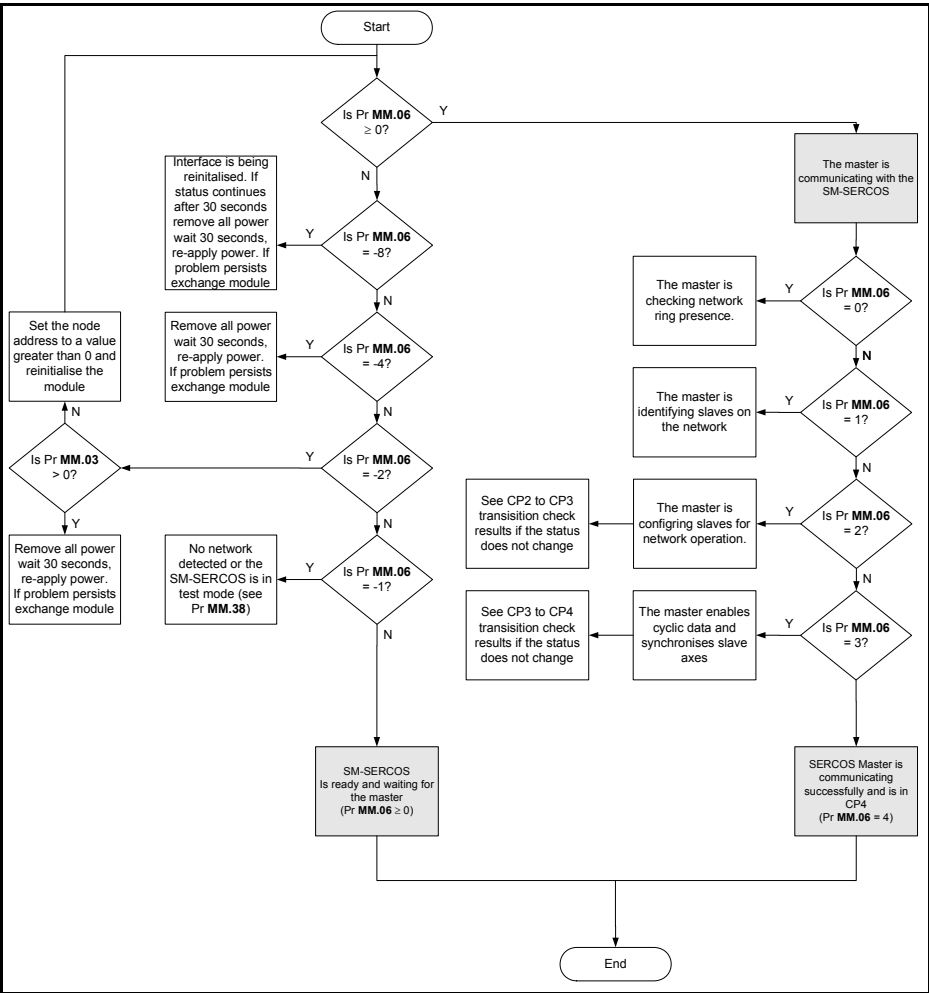 Start
Is Pr MM.06
≥ 0?
Y
N
Interface is being
reinitalised. If
status continues
after 30 seconds
remove all power
wait 30 seconds,
re-apply power. If
problem persists
exchange module
Y
Is Pr MM.06
= -8?
N
Remove all power
wait 30 seconds,
re-apply power.
If problem persists
exchange module
Y
Is Pr MM.06
= -4?
N
Set the node
address to a value
greater than 0 and
reinitialise the
module
N
Is Pr MM.03
> 0?
Y
Remove all power
wait 30 seconds,
re-apply power.
If problem persists
exchange module
Y
Is Pr MM.06
= -2?
N
No network
detected or the
SM-SERCOS is in
test mode (see
Pr MM.38)
Y
Is Pr MM.06
= -1?
N
SM-SERCOS
Is ready and waiting for
the master
(Pr MM.06 ≥ 0)
The master is
communicating with the
SM-SERCOS
The master is
checking network
ring presence.
Y
Is Pr MM.06
= 0?
N
The master is
identifying slaves on
the network
Y
Is Pr MM.06
= 1?
N
See CP2 to CP3
transisition check
results if the status
does not change
The master is
configring slaves for
network operation.
Y
Is Pr MM.06
= 2?
N
See CP3 to CP4
transisition check
results if the status
does not change
The master enables
cyclic data and
synchronises slave
axes
Y
Is Pr MM.06
= 3?
SERCOS Master is
communicating
successfully and is in
CP4
(Pr MM.06 = 4)
End